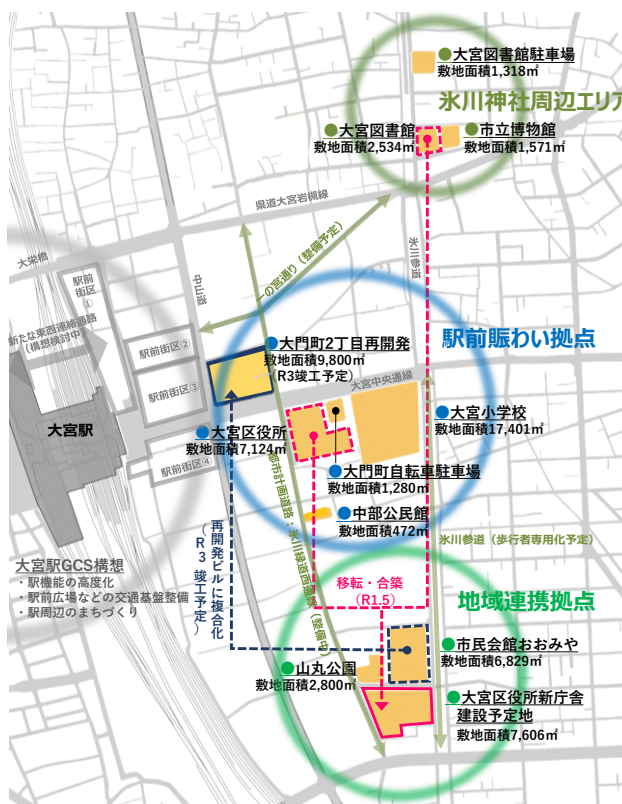 ●大宮図書館駐車場
敷地面積1,318㎡
氷川神社周辺エリア
●大宮図書館
敷地面積2,534㎡
●市立博物館
敷地面積1,571㎡
県道大宮岩槻線
大栄橋
一の宮通り（整備予定）
氷川参道
中山道
駅前
街区
①
新たな東西連絡通路
（構想検討中）
駅前街区②
駅前街区③
駅前街区④
大宮駅
●大門町2丁目再開発
敷地面積9,800㎡
（R3竣工予定）
駅前賑わい拠点
大宮中央通線
●大宮区役所
敷地面積7,124㎡
●大宮小学校
敷地面積17,401㎡
●大門町自転車駐車場
敷地面積1,280㎡
●中部公民館
敷地面積472㎡
都市計画道路：氷川緑道西通線（整備中）
氷川参道（歩行者専用化予定）
再開発ビルに複合化
（R3 竣工予定）
大宮駅GCS構想
・駅機能の高度化
・駅前広場などの交通基盤整備
・駅周辺のまちづくり
移転・合築
（R1.5）
地域連携拠点
●市民会館おおみや
敷地面積6,829㎡
●山丸公園
敷地面積2,800㎡
●大宮区役所新庁舎
建設予定地
敷地面積7,606㎡